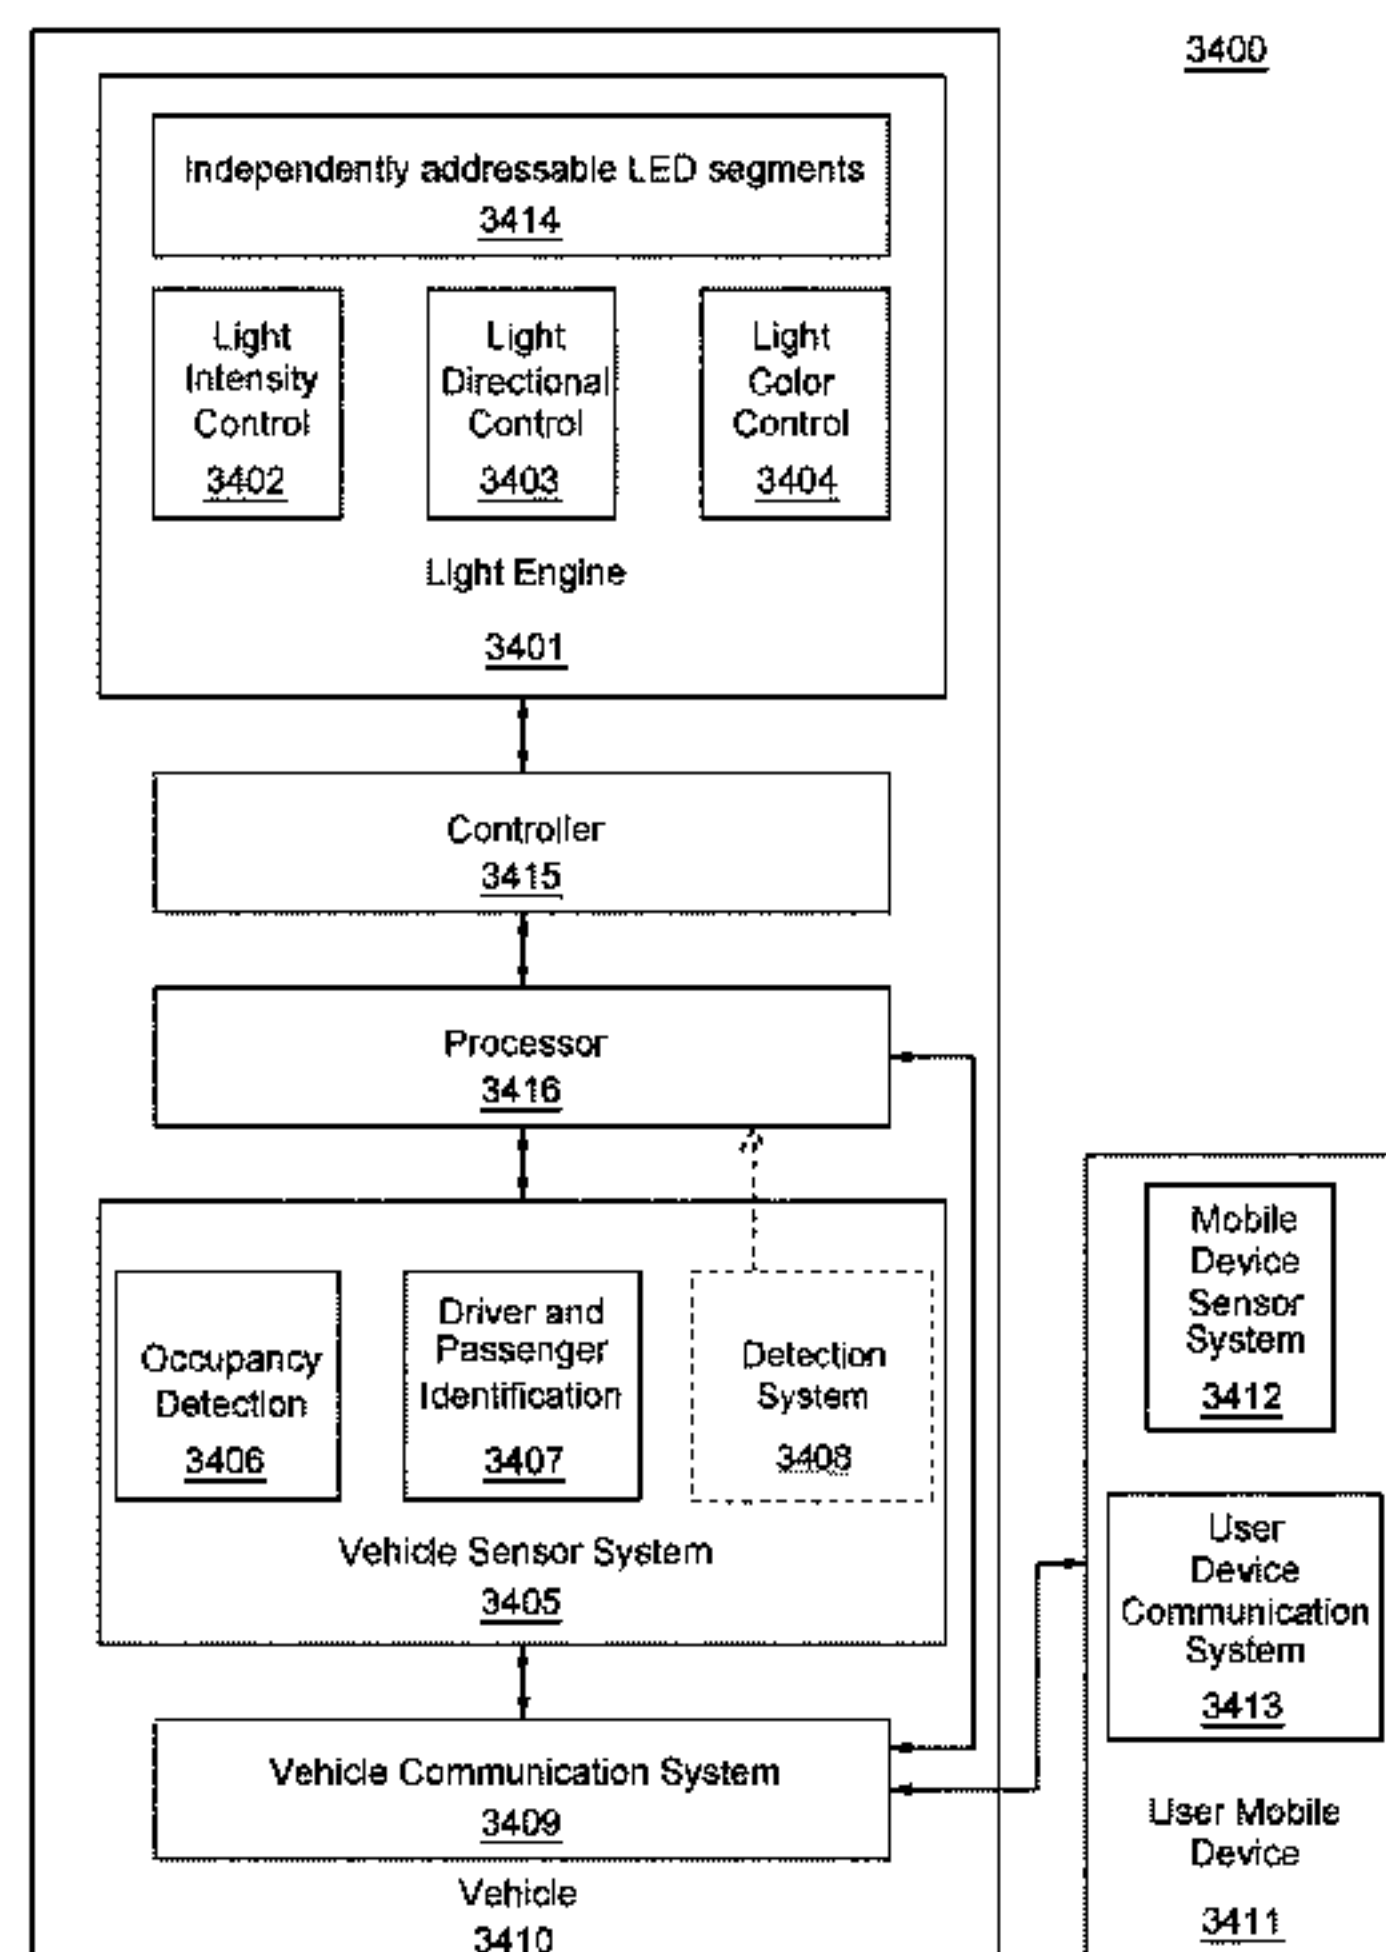 3400
Independently addressable LED segments
3414
Light
Intensity
Control
3402
Light
Directional
Control
3403
Light
Color
Control
3404
Light Engine
3401
Controller
3415
Processor
3416
Occupancy
Detection
3406
Driver and
Passenger
Identification
3407
Detection
System
3408
Vehicle Sensor System
3405
Vehicle Communication System
3409
Vehicle
3410
Mobile
Device
Sensor
System
3412
User
Device
Communication
System
3413
User Mobile
Device
3411